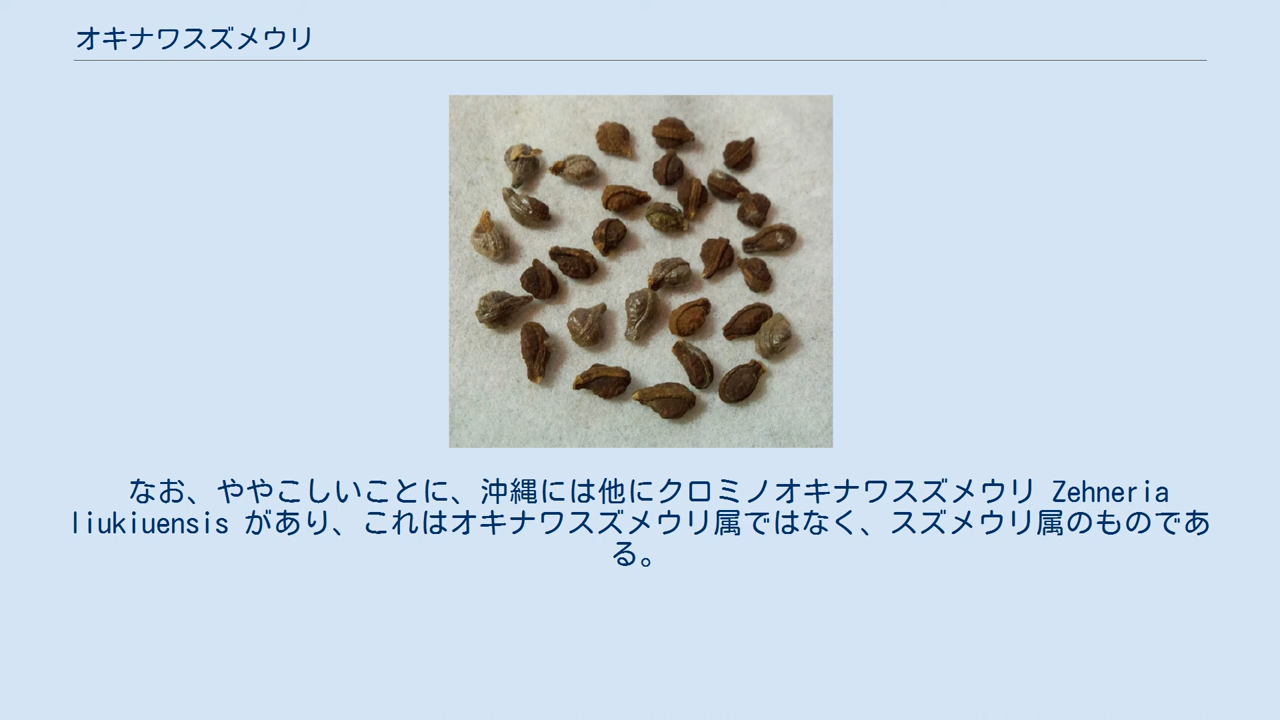 オキナワスズメウリ
なお、ややこしいことに、沖縄には他にクロミノオキナワスズメウリ Zehneria
liukiuensis があり、これはオキナワスズメウリ属ではなく、スズメウリ属のものであ
る。